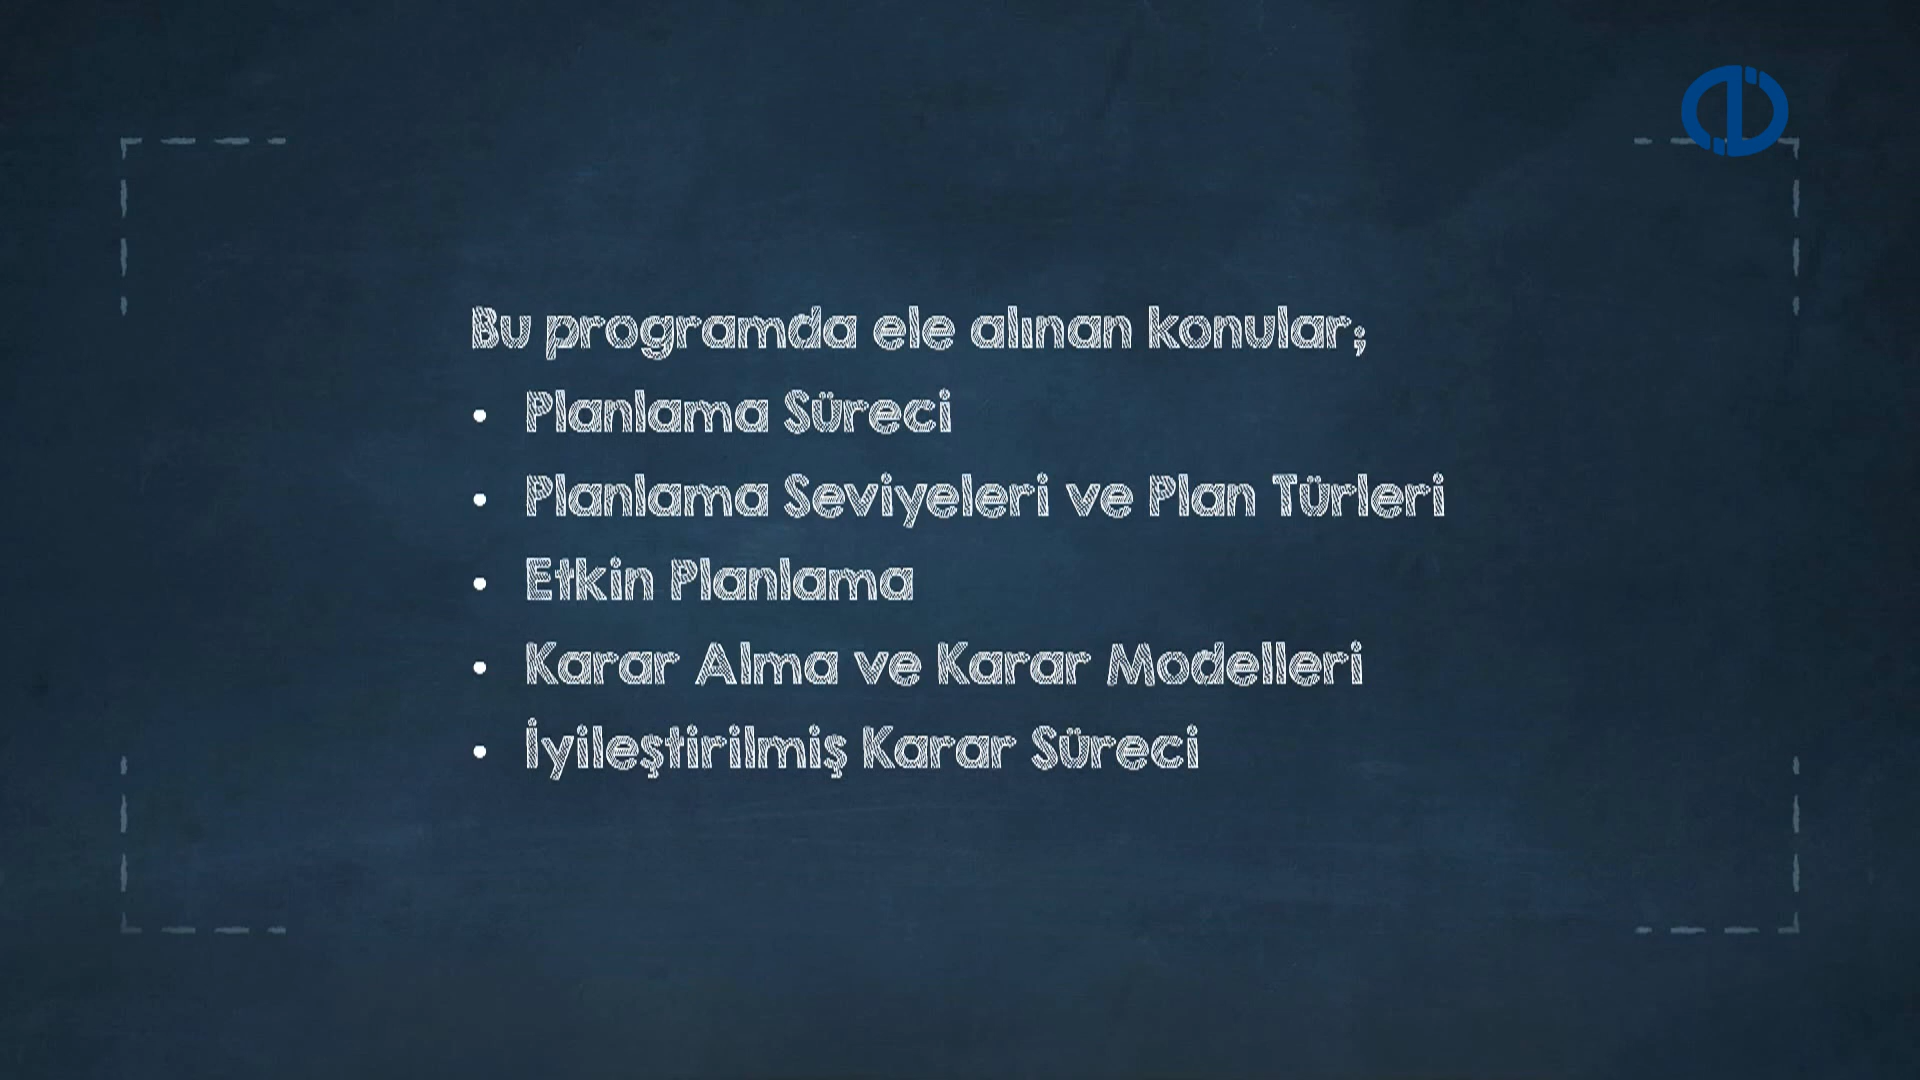 Bu programda ele alınan konular;
• Planlama Süreci
• Planlama Seviyeleri ve Plan Türleri
• Etkin Planlama
• Karar Alma ve Karar Modelleri
• İyileştirilmiş Karar Süreci